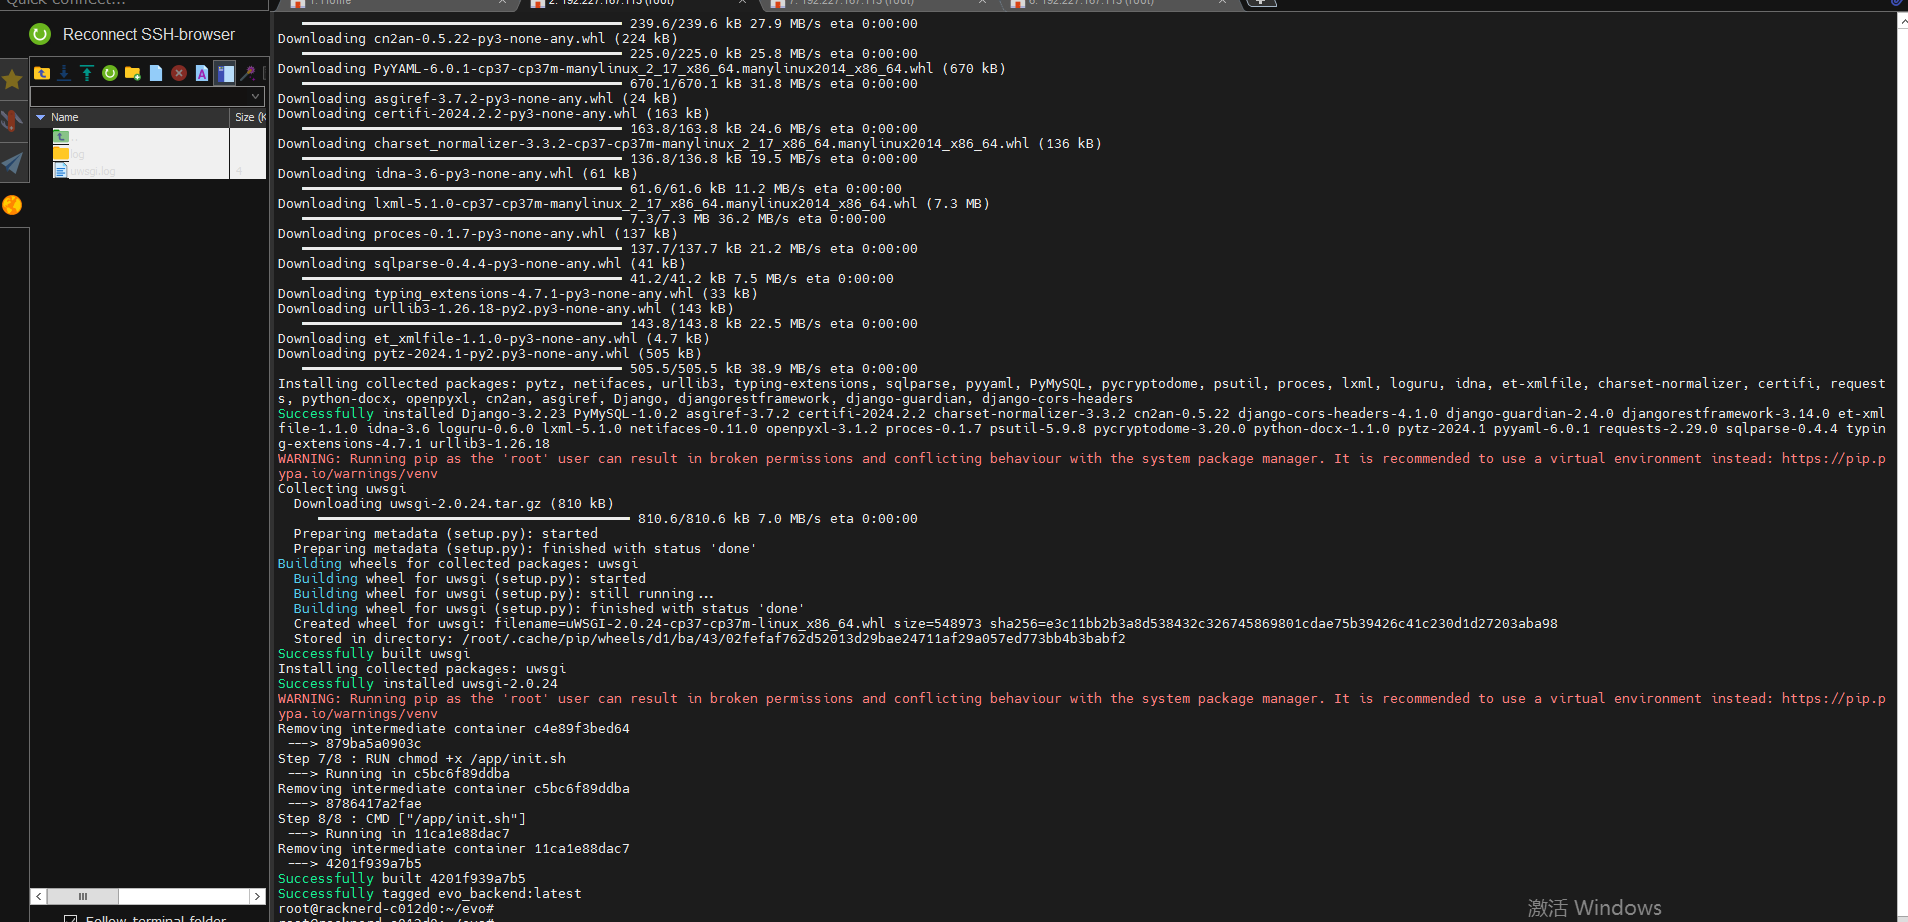 Quick connect...
Reconnect SSH-browser
Name
Size (K
..
log
uwsgi.log
4
239.6/239.6 kB 27.9 MB/s eta 0:00:00
Downloading cn2an-0.5.22-py3-none-any.whl (224 kB)
225.0/225.0 kB 25.8 MB/s eta 0:00:00
Downloading PyYAML-6.0.1-cp37-cp37m-manylinux_2_17_x86_64.manylinux2014_x86_64.whl (670 kB)
670.1/670.1 kB 31.8 MB/s eta 0:00:00
Downloading asgiref-3.7.2-py3-none-any.whl (24 kB)
Downloading certifi-2024.2.2-py3-none-any.whl (163 kB)
163.8/163.8 kB 24.6 MB/s eta 0:00:00
Downloading charset_normalizer-3.3.2-cp37-cp37m-manylinux_2_17_x86_64.manylinux2014_x86_64.whl (136 kB)
136.8/136.8 kB 19.5 MB/s eta 0:00:00
Downloading idna-3.6-py3-none-any.whl (61 kB)
61.6/61.6 kB 11.2 MB/s eta 0:00:00
Downloading lxml-5.1.0-cp37-cp37m-manylinux_2_17_x86_64.manylinux2014_x86_64.whl (7.3 MB)
7.3/7.3 MB 36.2 MB/s eta 0:00:00
Downloading proces-0.1.7-py3-none-any.whl (137 kB)
137.7/137.7 kB 21.2 MB/s eta 0:00:00
Downloading sqlparse-0.4.4-py3-none-any.whl (41 kB)
41.2/41.2 kB 7.5 MB/s eta 0:00:00
Downloading typing_extensions-4.7.1-py3-none-any.whl (33 kB)
Downloading urllib3-1.26.18-py2.py3-none-any.whl (143 kB)
143.8/143.8 kB 22.5 MB/s eta 0:00:00
Downloading et_xmlfile-1.1.0-py3-none-any.whl (4.7 kB)
Downloading pytz-2024.1-py2.py3-none-any.whl (505 kB)
505.5/505.5 kB 38.9 MB/s eta 0:00:00
Installing collected packages: pytz, netifaces, urllib3, typing-extensions, sqlparse, pyyaml, PyMySQL, pycryptodome, psutil, proces, lxml, loguru, idna, et-xmlfile, charset-normalizer, certifi, request
s, python-docx, openpyxl, cn2an, asgiref, Django, djangorestframework, django-guardian, django-cors-headers
Successfully installed Django-3.2.23 PyMySQL-1.0.2 asgiref-3.7.2 certifi-2024.2.2 charset-normalizer-3.3.2 cn2an-0.5.22 django-cors-headers-4.1.0 django-guardian-2.4.0 djangorestframework-3.14.0 et-xml
file-1.1.0 idna-3.6 loguru-0.6.0 lxml-5.1.0 netifaces-0.11.0 openpyxl-3.1.2 proces-0.1.7 psutil-5.9.8 pycryptodome-3.20.0 python-docx-1.1.0 pytz-2024.1 pyyaml-6.0.1 requests-2.29.0 sqlparse-0.4.4 typin
g-extensions-4.7.1 urllib3-1.26.18
WARNING: Running pip as the 'root' user can result in broken permissions and conflicting behaviour with the system package manager. It is recommended to use a virtual environment instead: https://pip.p
ypa.io/warnings/venv
Collecting uwsgi
Downloading uwsgi-2.0.24.tar.gz (810 kB)
810.6/810.6 kB 7.0 MB/s eta 0:00:00
Preparing metadata (setup.py): started
Preparing metadata (setup.py): finished with status 'done'
Building wheels for collected packages: uwsgi
Building wheel for uwsgi (setup.py): started
Building wheel for uwsgi (setup.py): still running...
Building wheel for uwsgi (setup.py): finished with status 'done'
Created wheel for uwsgi: filename=uWSGI-2.0.24-cp37-cp37m-linux_x86_64.whl size=548973 sha256=e3c11bb2b3a8d538432c326745869801cdae75b39426c41c230d1d27203aba98
Stored in directory: /root/.cache/pip/wheels/d1/ba/43/02fefaf762d52013d29bae24711af29a057ed773bb4b3babf2
Successfully built uwsgi
Installing collected packages: uwsgi
Successfully installed uwsgi-2.0.24
WARNING: Running pip as the 'root' user can result in broken permissions and conflicting behaviour with the system package manager. It is recommended to use a virtual environment instead: https://pip.p
ypa.io/warnings/venv
Removing intermediate container c4e89f3bed64
---> 879ba5a0903c
Step 7/8 : RUN chmod +x /app/init.sh
---> Running in c5bc6f89ddba
Removing intermediate container c5bc6f89ddba
---> 8786417a2fae
Step 8/8 : CMD ["/app/init.sh"]
---> Running in 11ca1e88dac7
Removing intermediate container 11ca1e88dac7
---> 4201f939a7b5
Successfully built 4201f939a7b5
Successfully tagged evo_backend:latest
root@racknerd-c012d0:~/evo#
root@racknerd-c012d0:~/evo#
Follow terminal folder
激活 Windows